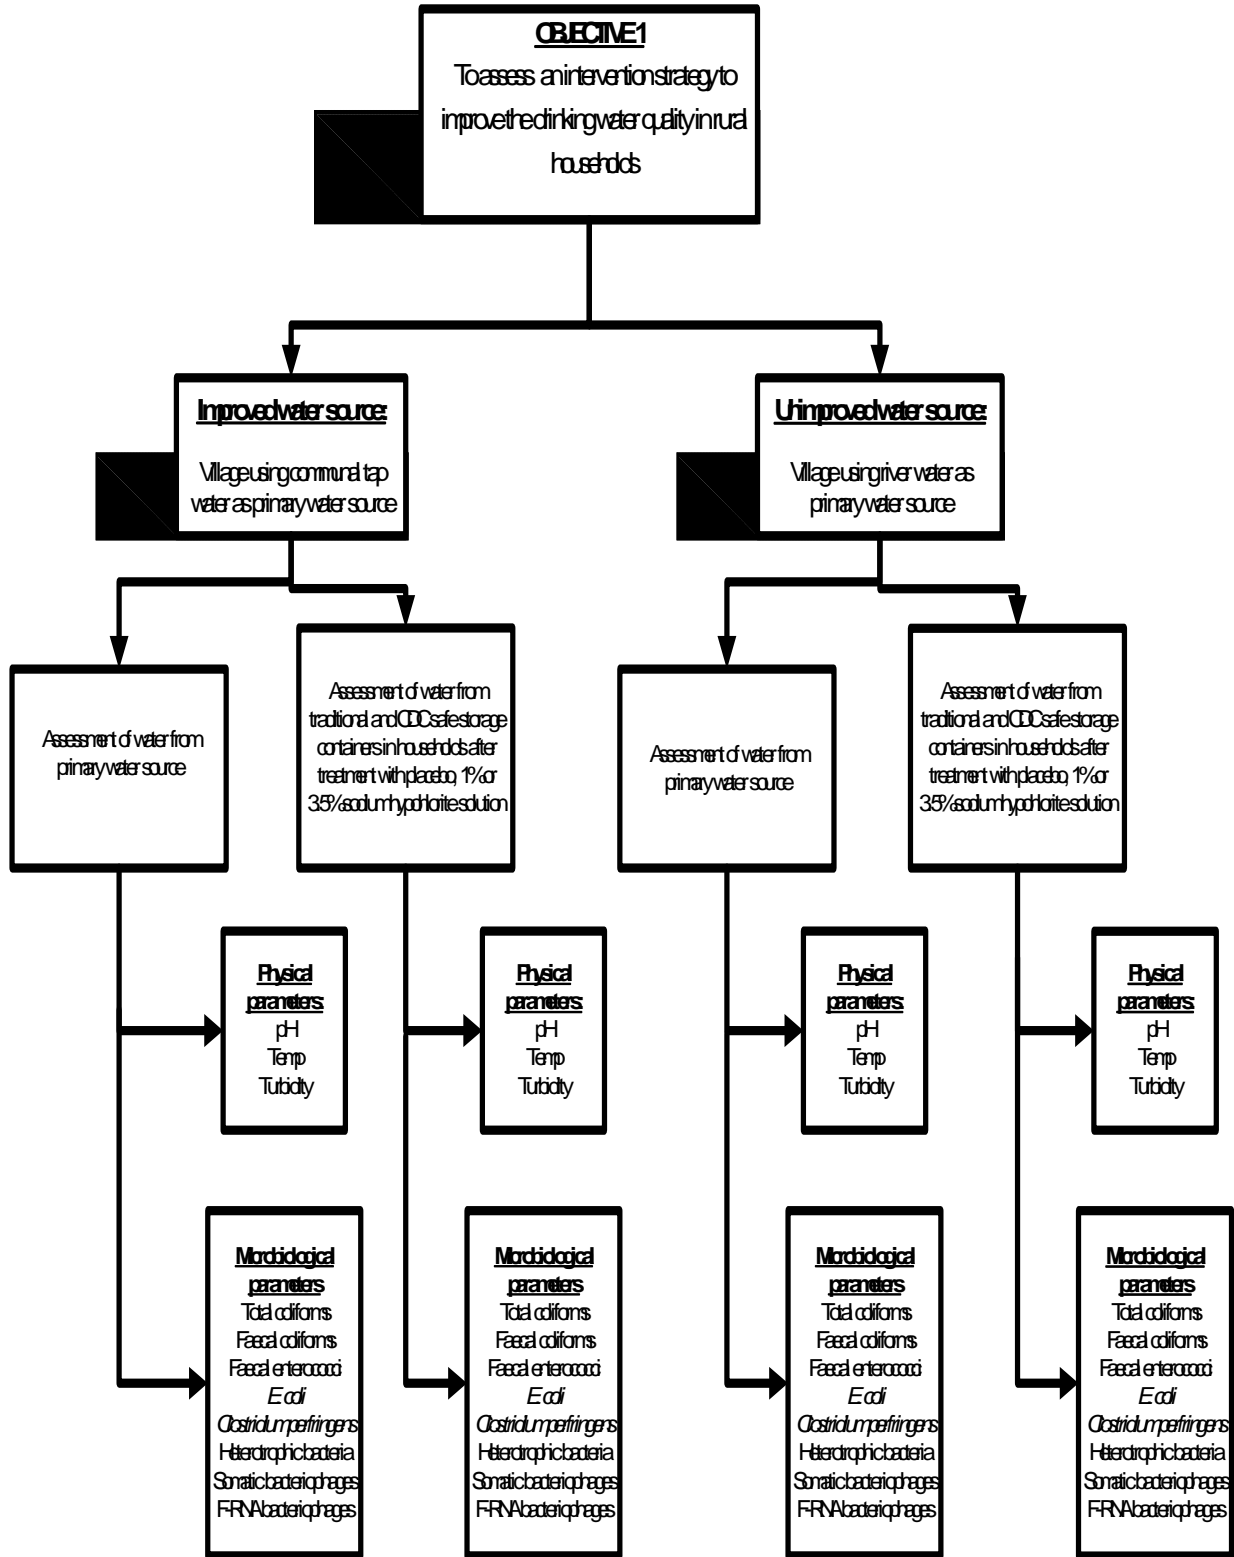 OBJECTIVE 1
To assess an intervention strategy to
improve the drinking water quality in rural
households
Improved water source:
Village using communal tap
water as primary water source
Unimproved water source:
Village using river water as
primary water source
Assessment of water from
primary water source
Assessment of water from
traditional and CDC safe storage
containers in households after
treatment with placebo, 1% or
3.5% sodium hypochlorite solution
Assessment of water from
primary water source
Assessment of water from
traditional and CDC safe storage
containers in households after
treatment with placebo, 1% or
3.5% sodium hypochlorite solution
Physical
parameters:
pH
Temp
Turbidity
Physical
parameters:
pH
Temp
Turbidity
Physical
parameters:
pH
Temp
Turbidity
Physical
parameters:
pH
Temp
Turbidity
Microbiological
parameters
Total coliforms
Faecal coliforms
Faecal enterococci
E coli
Clostridium perfringens
Heterotrophic bacteria
Somatic bacteriophages
F-RNA bacteriophages
Microbiological
parameters
Total coliforms
Faecal coliforms
Faecal enterococci
E coli
Clostridium perfringens
Heterotrophic bacteria
Somatic bacteriophages
F-RNA bacteriophages
Microbiological
parameters
Total coliforms
Faecal coliforms
Faecal enterococci
E coli
Clostridium perfringens
Heterotrophic bacteria
Somatic bacteriophages
F-RNA bacteriophages
Microbiological
parameters
Total coliforms
Faecal coliforms
Faecal enterococci
E coli
Clostridium perfringens
Heterotrophic bacteria
Somatic bacteriophages
F-RNA bacteriophages